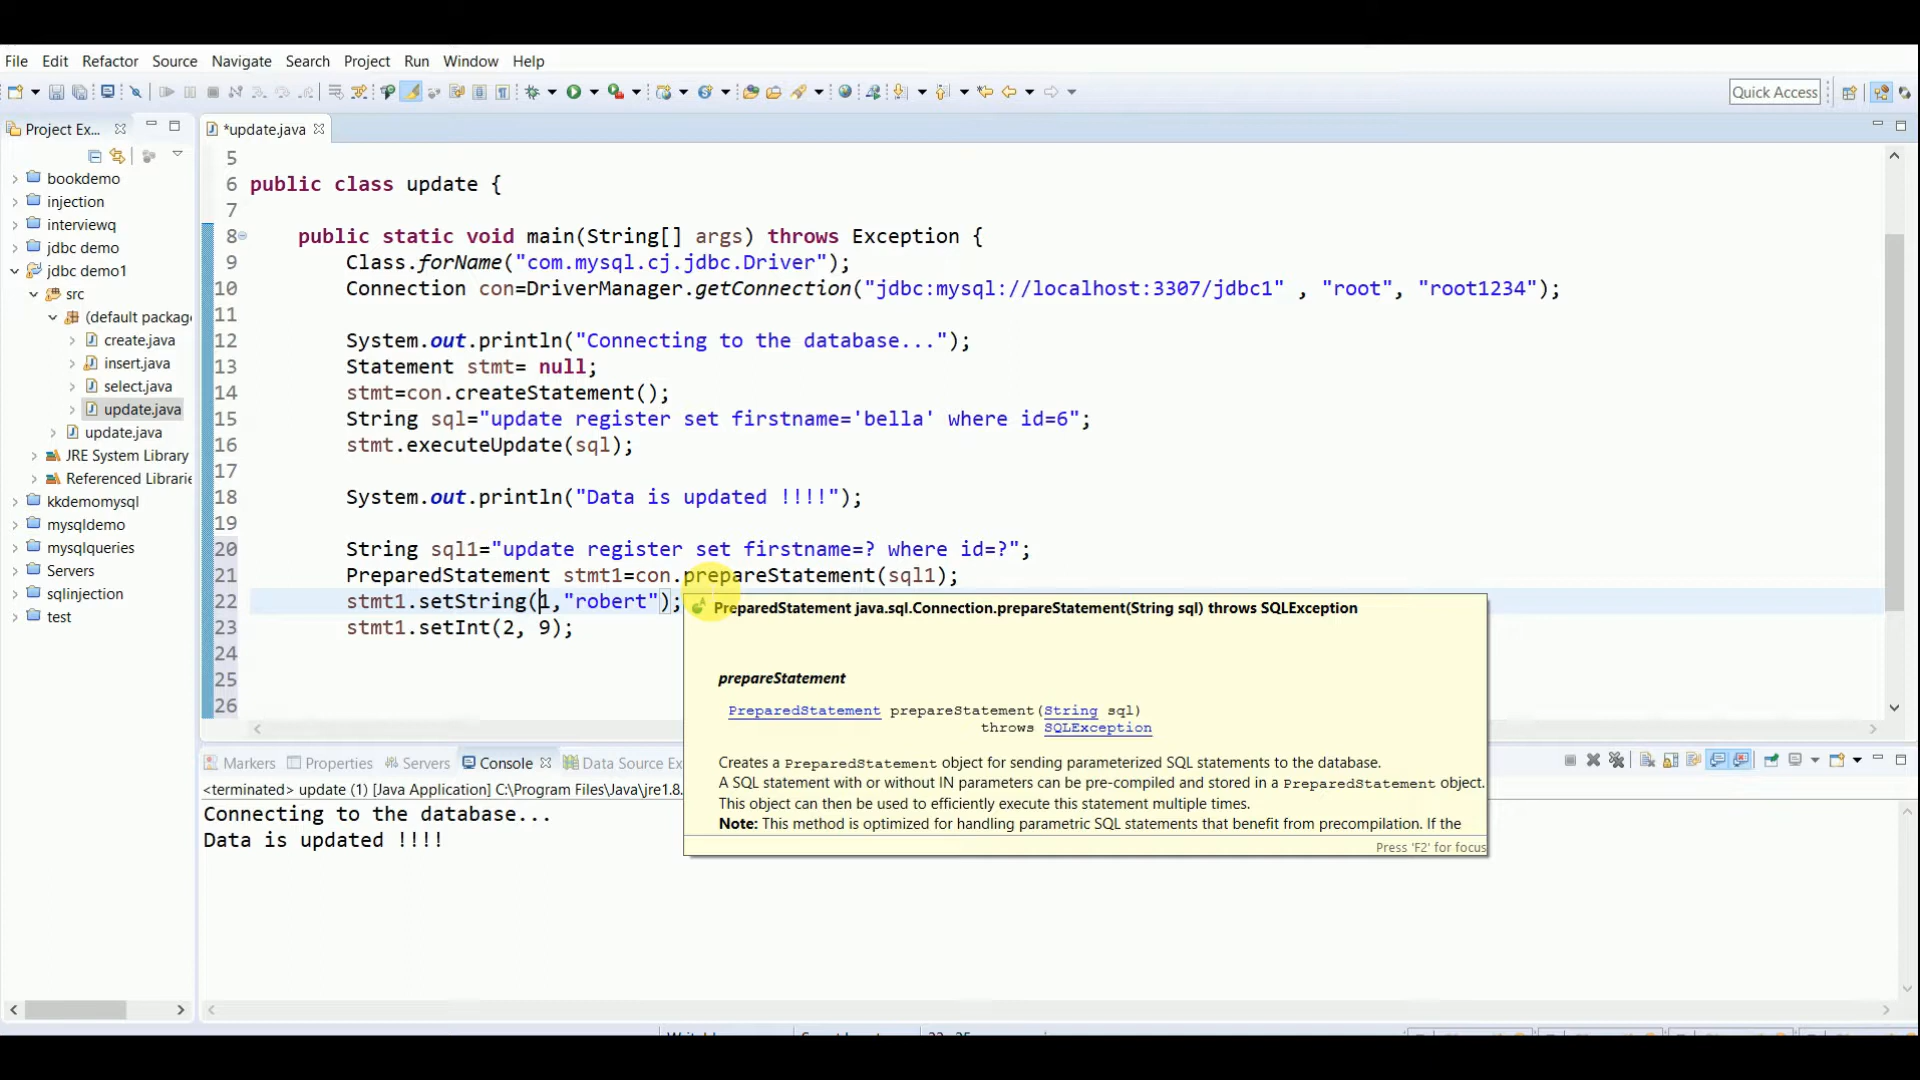 File Edit Refactor Source Navigate Search Project Run Window Help
Quick Access
Project Ex...
*update.java
bookdemo
injection
interviewq
jdbc demo
jdbc demo1
src
(default packag
create.java
insert.java
select.java
update.java
update.java
JRE System Library
Referenced Librarie
kkdemomysql
mysqldemo
mysqlqueries
Servers
sqlinjection
test
5
6 public class update {
7
8 public static void main(String[] args) throws Exception {
9 Class.forName("com.mysql.cj.jdbc.Driver");
10 Connection con=DriverManager.getConnection("jdbc:mysql://localhost:3307/jdbc1" , "root", "root1234");
11
12 System.out.println("Connecting to the database...");
13 Statement stmt= null;
14 stmt=con.createStatement();
15 String sql="update register set firstname='bella' where id=6";
16 stmt.executeUpdate(sql);
17
18 System.out.println("Data is updated !!!!");
19
20 String sql1="update register set firstname=? where id=?";
21 PreparedStatement stmt1=con.prepareStatement(sql1);
22 stmt1.setString(1,"robert");
23 stmt1.setInt(2, 9);
24
25
26
PreparedStatement java.sql.Connection.prepareStatement(String sql) throws SQLException
prepareStatement
PreparedStatement prepareStatement(String sql)
throws SQLException
Creates a PreparedStatement object for sending parameterized SQL statements to the database.
A SQL statement with or without IN parameters can be pre-compiled and stored in a PreparedStatement object.
This object can then be used to efficiently execute this statement multiple times.
Note: This method is optimized for handling parametric SQL statements that benefit from precompilation. If the
Press 'F2' for focus
Markers Properties Servers Console Data Source Ex
<terminated> update (1) [Java Application] C:\Program Files\Java\jre1.8.
Connecting to the database...
Data is updated !!!!